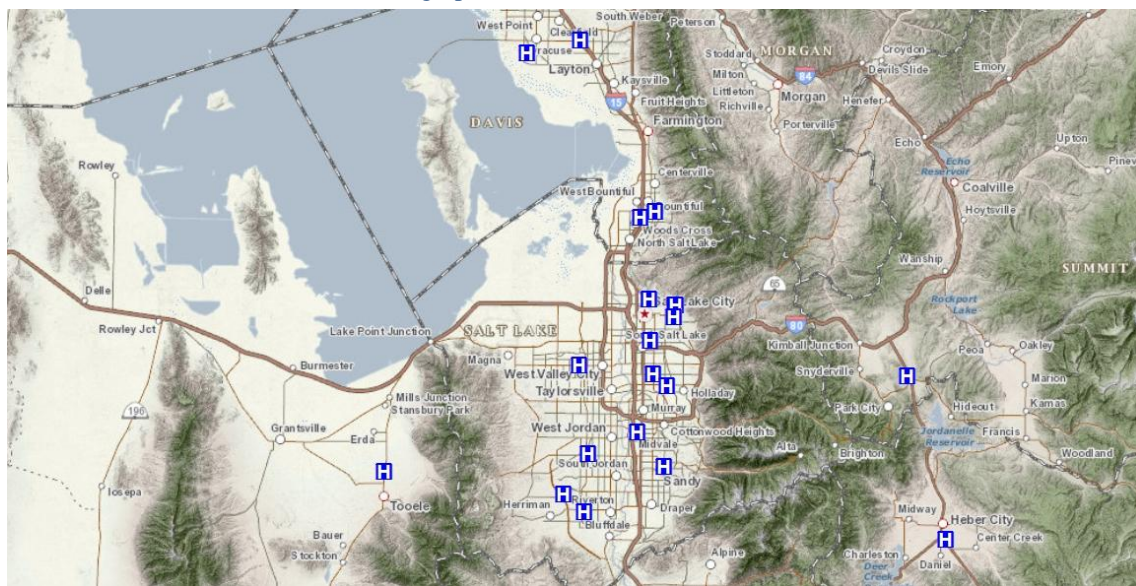 South Weber
Peterson
West Point
Clearfield
H
H
Syracuse
Layton
Stoddard
MORGAN
Croydon
Devils Slide
Emory
Milton
84
Kaysville
Littleton
Morgan
Fruit Heights
15
Richville
Henefer
DAVIS
Farmington
Porterville
Echo
Upton
Rowley
Echo
Reservoir
Coalville
Pinev
Centerville
West Bountiful
H
H
Bountiful
Hoytsville
Woods Cross
North Salt Lake
Wanship
SUMMIT
Delle
65
H
H
Salt Lake City
H
Rockport
Lake
Rowley Jct
Lake Point Junction
SALT LAKE
80
South Salt Lake
H
Kimball Junction
Peoa
Oakley
Magna
H
West Valley City
H
Snyderville
H
Burmester
Taylorsville
H
Holladay
Marion
Mills Junction
Stansbury Park
196
Murray
Park City
Hideout
Kamas
Grantsville
Erda
West Jordan
H
Cottonwood Heights
Midvale
Jordanelle
Reservoir
Francis
Alta
Brighton
Woodland
H
South Jordan
H
H
Sandy
Iosepa
H
Tooele
Herriman
Riverton
H
Draper
Midway
Heber City
Bluffdale
H
Center Creek
Bauer
Stockton
Alpine
Charleston
Daniel
Deer
Creek